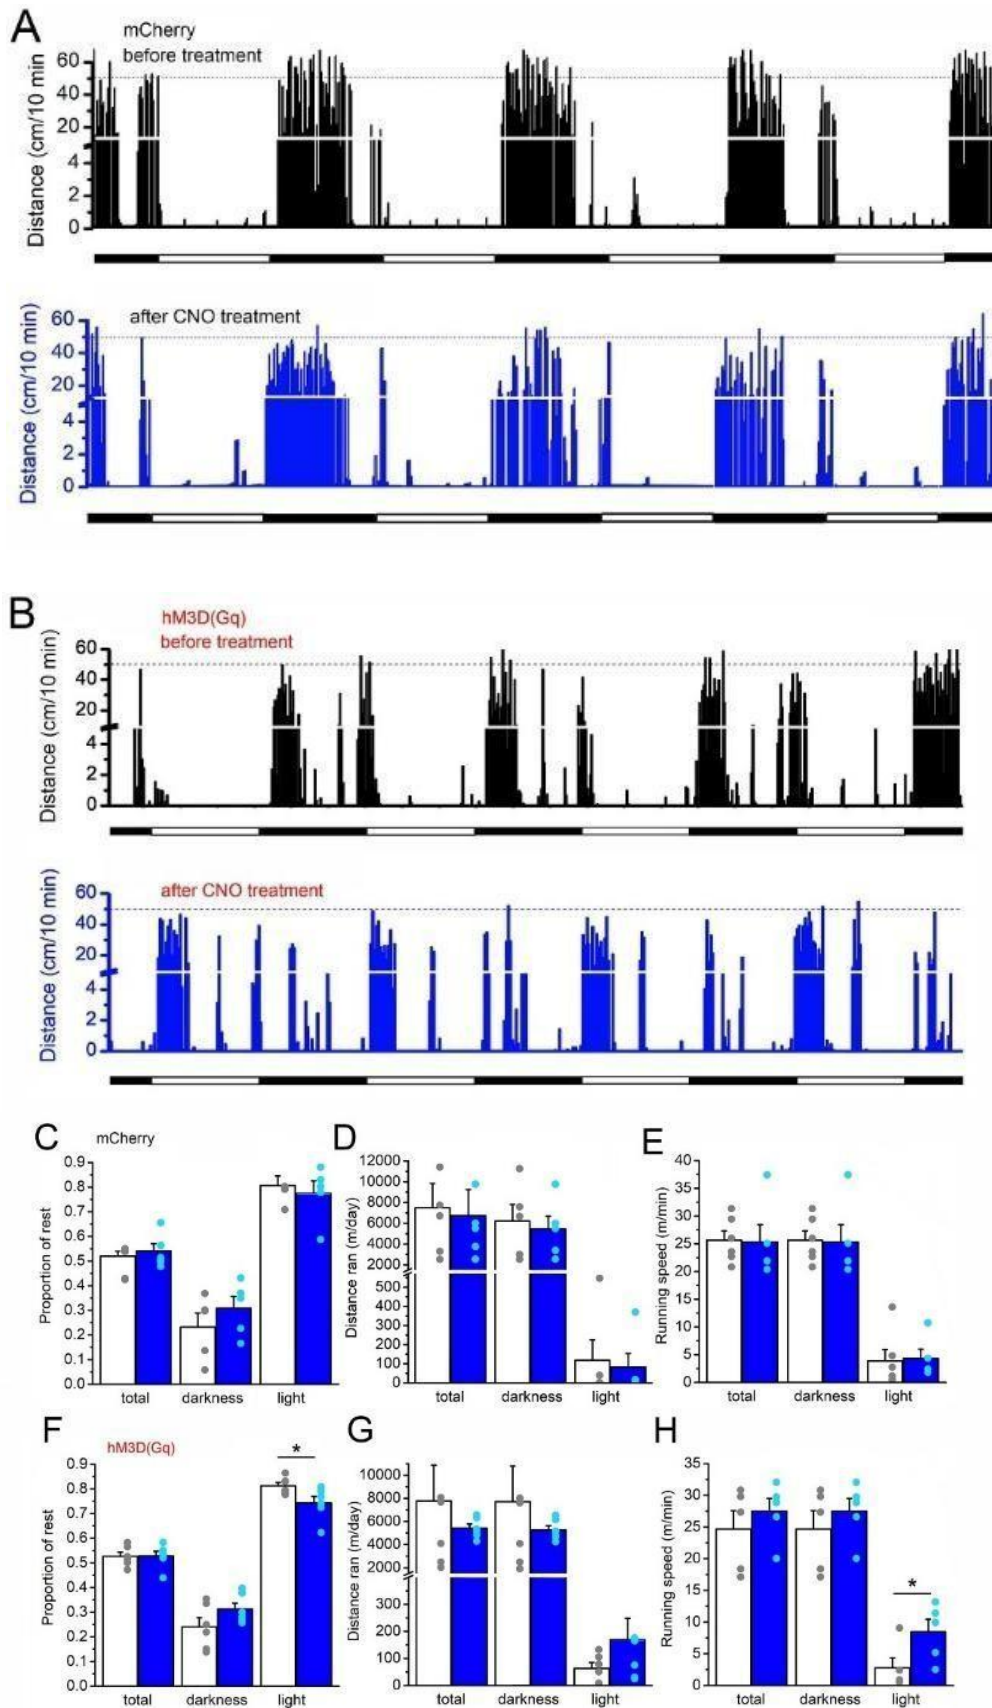 A
mCherry
before treatment
Distance (cm/10 min)
60
40
20
4
2
0
after CNO treatment
Distance (cm/10 min)
60
40
20
4
2
0
B
hM3D(Gq)
before treatment
Distance (cm/10 min)
60
40
20
4
2
0
after CNO treatment
Distance (cm/10 min)
60
40
20
4
2
0
C
mCherry
Proportion of rest
0.9
0.8
0.7
0.6
0.5
0.4
0.3
0.2
0.1
0.0
total darkness light
D
Distance ran (m/day)
12000
10000
8000
6000
4000
2000
500
400
300
200
100
0
total darkness light
E
Running speed (m/min)
40
35
30
25
20
15
10
5
0
total darkness light
F
hM3D(Gq)
Proportion of rest
0.9
0.8
0.7
0.6
0.5
0.4
0.3
0.2
0.1
0.0
*
total darkness light
G
Distance ran (m/day)
10000
8000
6000
4000
2000
300
200
100
0
total darkness light
H
Running speed (m/min)
35
30
25
20
15
10
5
0
*
total darkness light